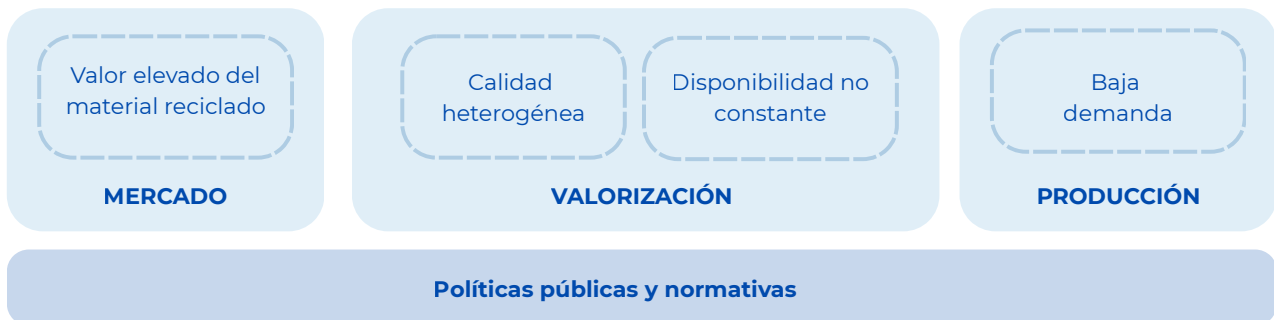 Valor elevado del
material reciclado
MERCADO
Calidad
heterogénea
Disponibilidad no
constante
VALORIZACIÓN
Baja
demanda
PRODUCCIÓN
Políticas públicas y normativas